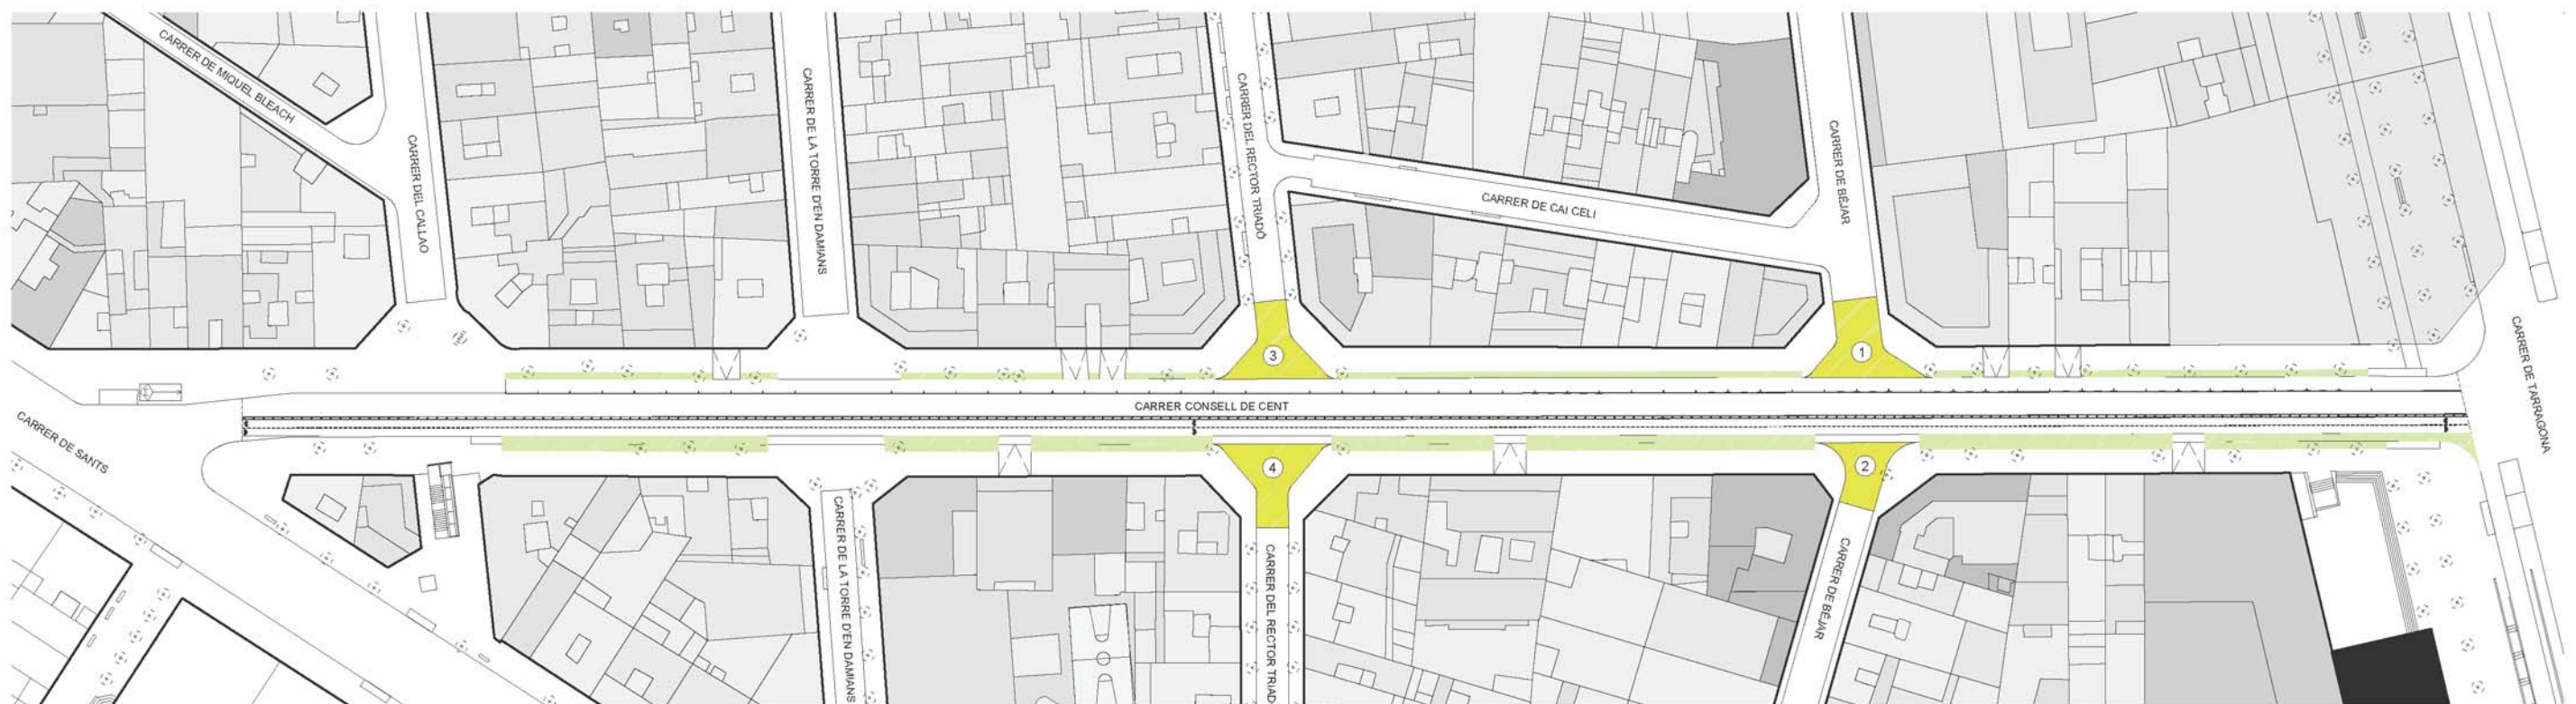 CARRER DE MIQUEL BLEACH
CARRER DEL CALLAO
CARRER DE LA TORRE D'EN DAMIANS
CARRER DEL RECTOR TRIADÓ
CARRER DE CAI CELI
CARRER DE BÉJAR
CARRER DE TARRAGONA
3
1
CARRER CONSELL DE CENT
CARRER DE SANTS
4
2
CARRER DE LA TORRE D'EN DAMIANS
CARRER DEL RECTOR TRIAD
CARRER DE BÉJAR